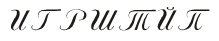 И Г Р Ш Т Й П